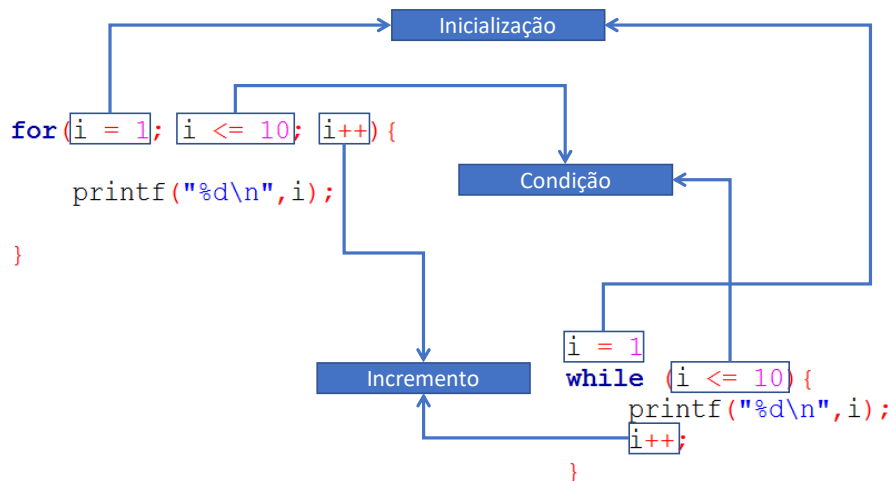 Inicialização
for(i = 1; i <= 10; i++){
Condição
printf("%d\n",i);
}
i = 1
Incremento
while (i <= 10){
printf("%d\n",i);
i++;
}